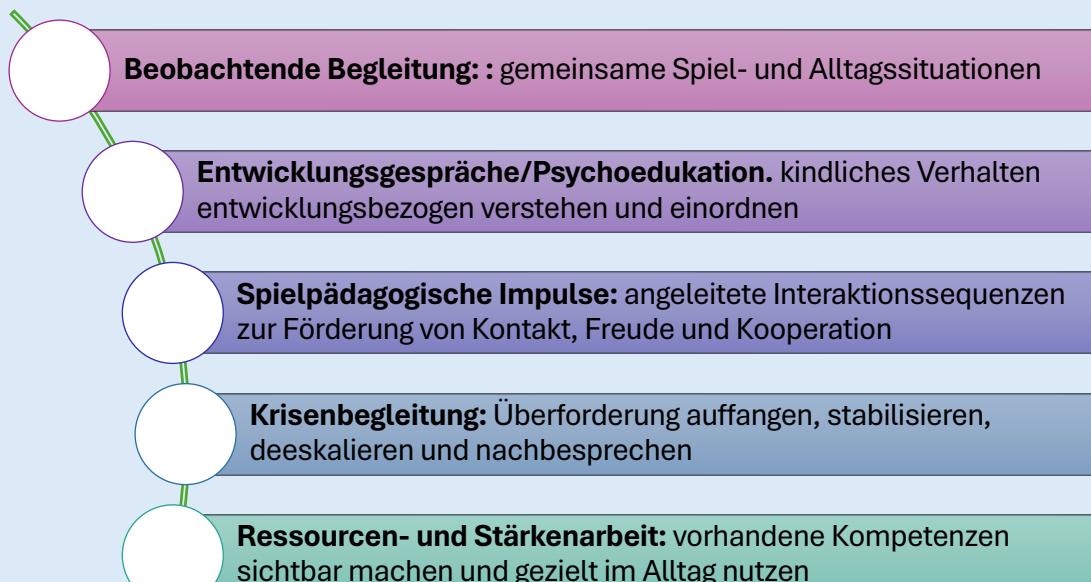 Beobachtende Begleitung: : gemeinsame Spiel- und Alltagssituationen
Entwicklungsgespräche/Psychoedukation. kindliches Verhalten
entwicklungsbezogen verstehen und einordnen
Spielpädagogische Impulse: angeleitete Interaktionssequenzen
zur Förderung von Kontakt, Freude und Kooperation
Krisenbegleitung: Überforderung auffangen, stabilisieren,
deeskalieren und nachbesprechen
Ressourcen- und Stärkenarbeit: vorhandene Kompetenzen
sichtbar machen und gezielt im Alltag nutzen